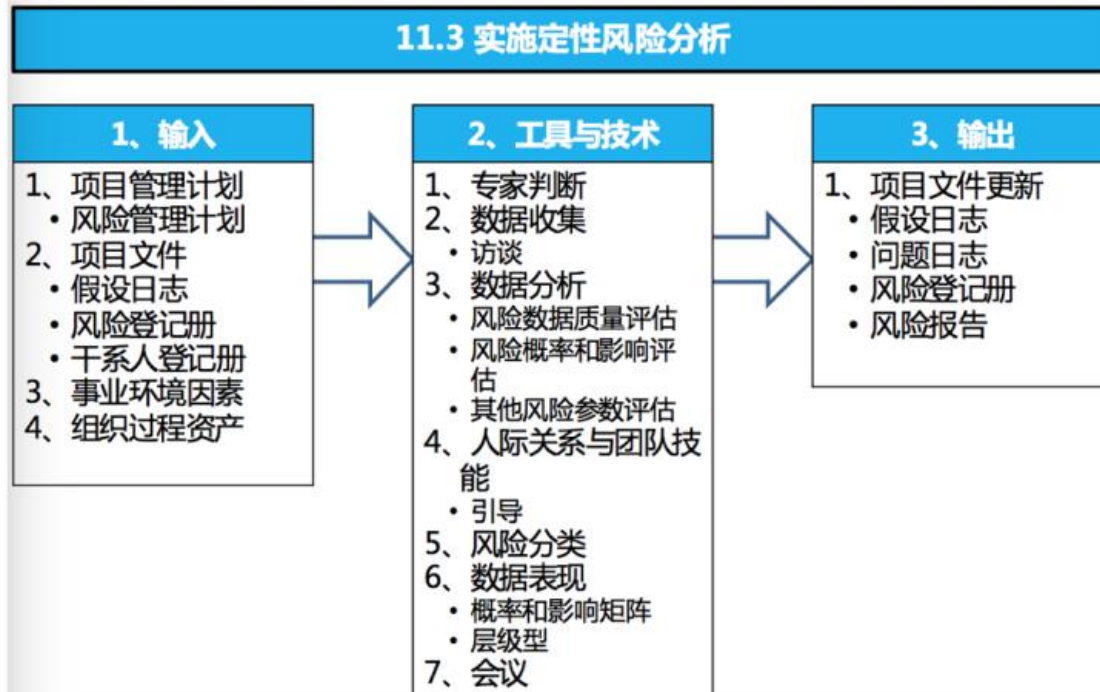 11.3 实施定性风险分析
1、输入
1、项目管理计划
• 风险管理计划
2、项目文件
• 假设日志
• 风险登记册
• 干系人登记册
3、事业环境因素
4、组织过程资产
2、工具与技术
1、专家判断
2、数据收集
• 访谈
3、数据分析
• 风险数据质量评估
• 风险概率和影响评
估
• 其他风险参数评估
4、人际关系与团队技
能
• 引导
5、风险分类
6、数据表现
• 概率和影响矩阵
• 层级型
7、会议
3、输出
1、项目文件更新
• 假设日志
• 问题日志
• 风险登记册
• 风险报告